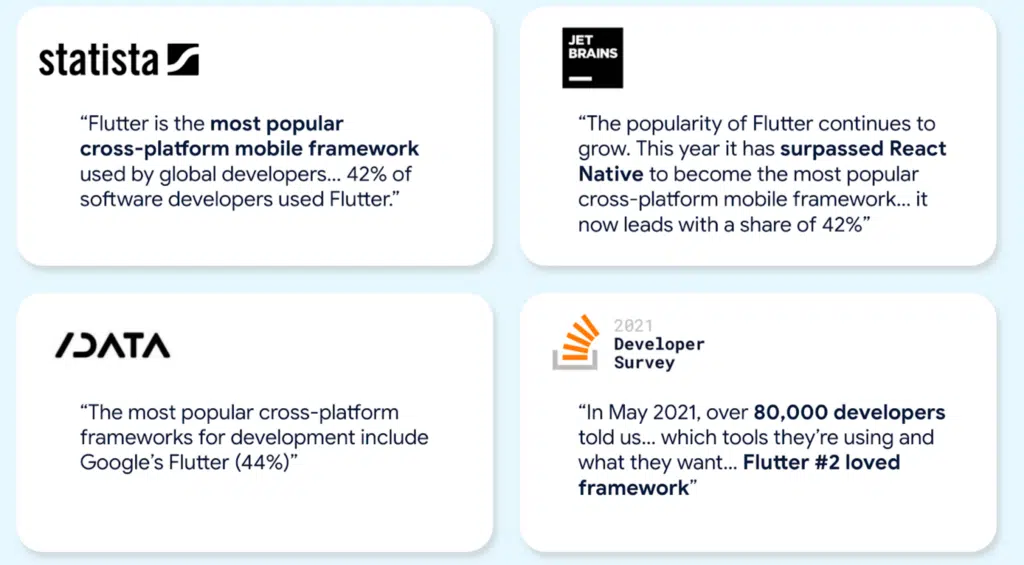 statista
“Flutter is the most popular
cross-platform mobile framework
used by global developers... 42% of
software developers used Flutter.”
JET
BRAINS
“The popularity of Flutter continues to
grow. This year it has surpassed React
Native to become the most popular
cross-platform mobile framework... it
now leads with a share of 42%”
/DATA
“The most popular cross-platform
frameworks for development include
Google’s Flutter (44%)”
2021
Developer
Survey
“In May 2021, over 80,000 developers
told us... which tools they’re using and
what they want... Flutter #2 loved
framework”